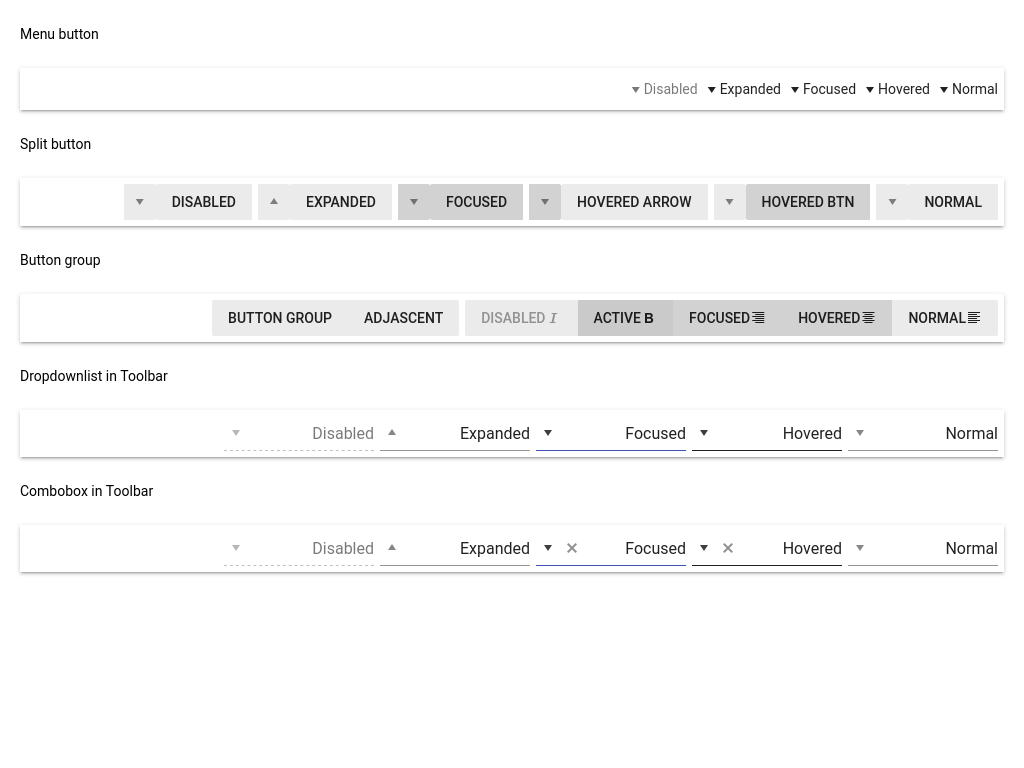 Menu button
Disabled Expanded Focused Hovered Normal
Split button
DISABLED EXPANDED FOCUSED HOVERED ARROW HOVERED BTN NORMAL
Button group
BUTTON GROUP ADJASCENT DISABLED I ACTIVE B FOCUSED HOVERED NORMAL
Dropdownlist in Toolbar
Disabled Expanded Focused Hovered Normal
Combobox in Toolbar
Disabled Expanded Focused Hovered Normal